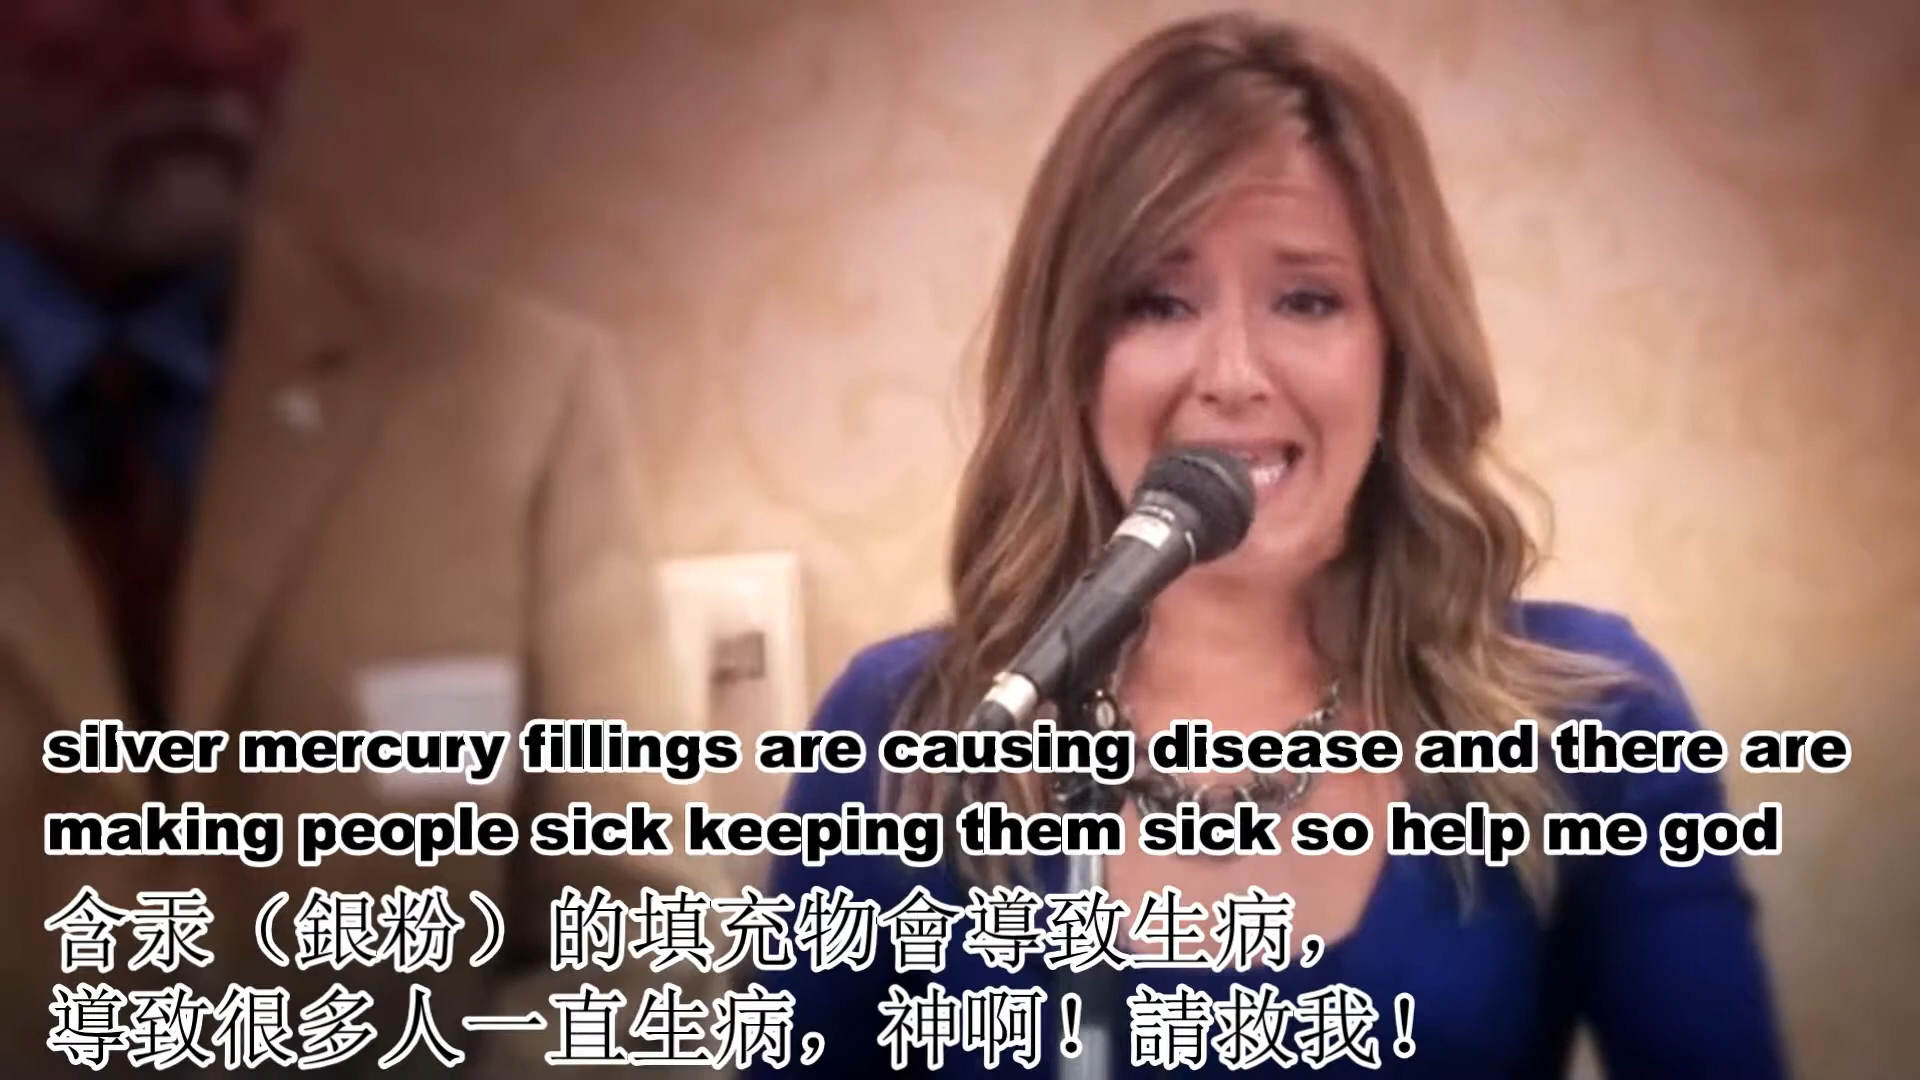 silver mercury fillings are causing disease and there are
making people sick keeping them sick so help me god
含汞（銀粉）的填充物會導致生病，
導致很多人一直生病，神啊！請救我！